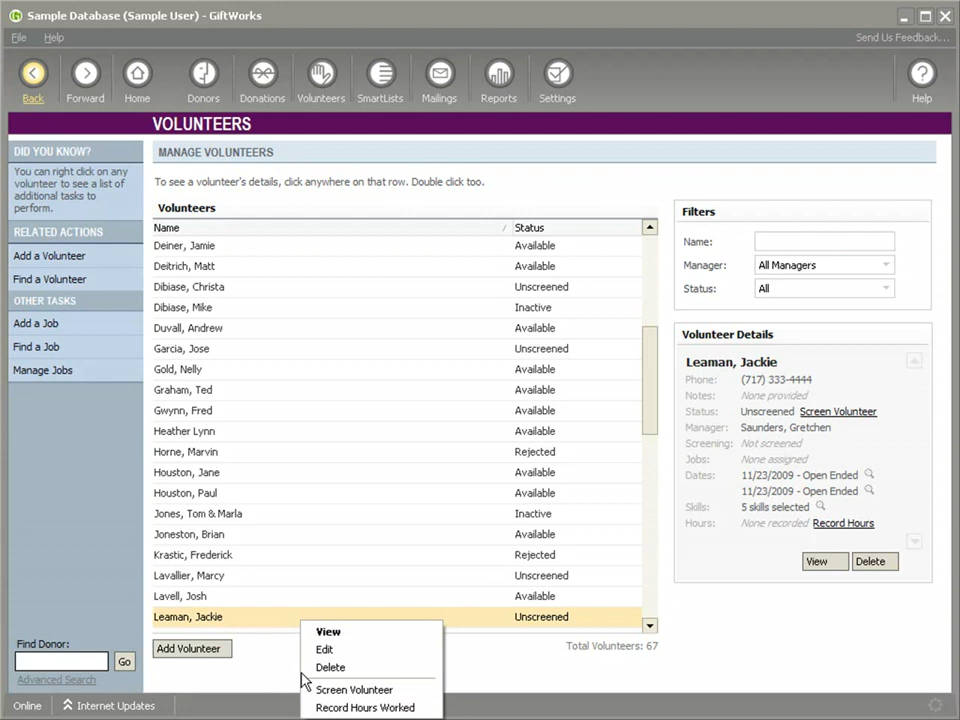 Sample Database (Sample User) - GiftWorks
File Help Send Us Feedback...
Back Forward Home Donors Donations Volunteers SmartLists Mailings Reports Settings Help
VOLUNTEERS
DID YOU KNOW?
You can right click on any
volunteer to see a list of
additional tasks to
perform.
RELATED ACTIONS
Add a Volunteer
Find a Volunteer
OTHER TASKS
Add a Job
Find a Job
Manage Jobs
Find Donor:
Go
Advanced Search
MANAGE VOLUNTEERS
To see a volunteer's details, click anywhere on that row. Double click too.
Volunteers
Name Status
Deiner, Jamie Available
Deitrich, Matt Available
Dibiase, Christa Unscreened
Dibiase, Mike Inactive
Duvall, Andrew Available
Garcia, Jose Unscreened
Gold, Nelly Available
Graham, Ted Available
Gwynn, Fred Available
Heather Lynn Available
Horne, Marvin Rejected
Houston, Jane Available
Houston, Paul Available
Jones, Tom & Marla Inactive
Joneston, Brian Available
Krastic, Frederick Rejected
Lavallier, Marcy Unscreened
Lavell, Josh Available
Leaman, Jackie Unscreened
Add Volunteer
Total Volunteers: 67
View
Edit
Delete
Screen Volunteer
Record Hours Worked
Filters
Name:
Manager: All Managers
Status: All
Volunteer Details
Leaman, Jackie
Phone: (717) 333-4444
Notes: None provided
Status: Unscreened Screen Volunteer
Manager: Saunders, Gretchen
Screening: Not screened
Jobs: None assigned
Dates: 11/23/2009 - Open Ended
11/23/2009 - Open Ended
Skills: 5 skills selected
Hours: None recorded Record Hours
View Delete
Online Internet Updates